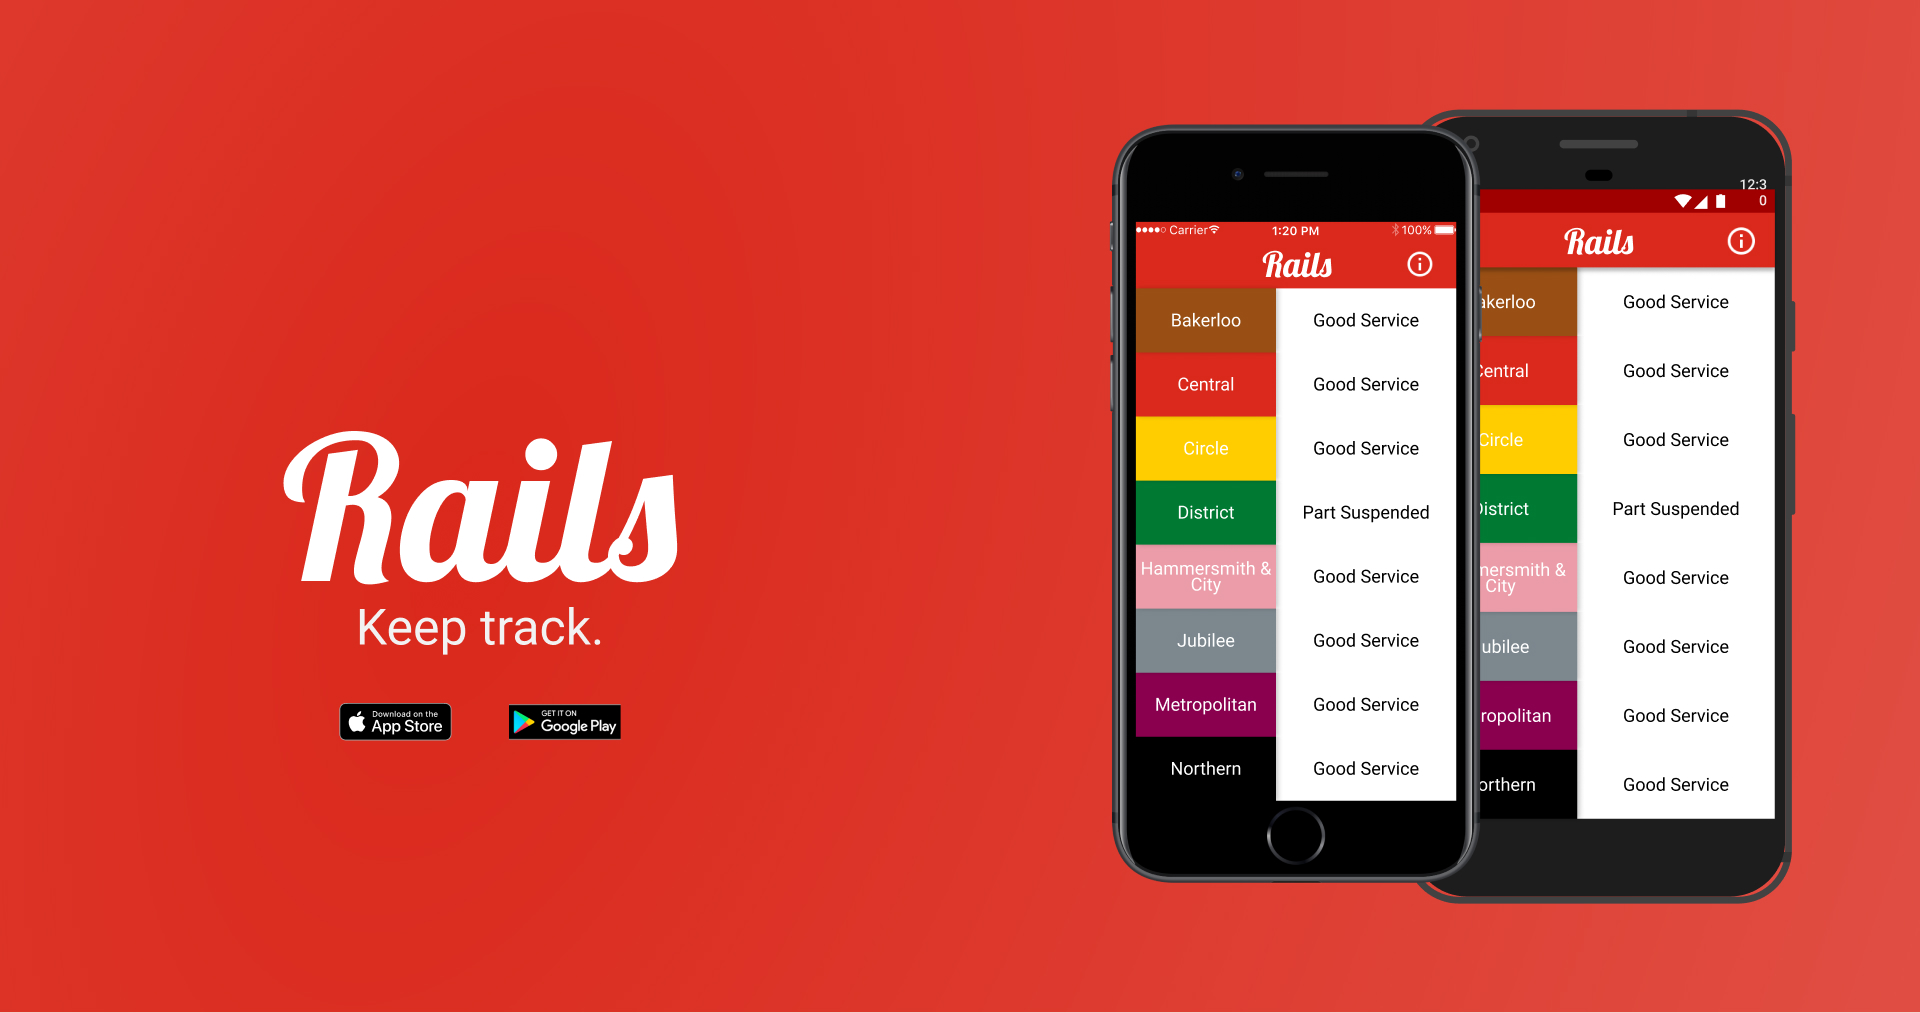 Rails
Keep track.
Download on the
App Store
GET IT ON
Google Play
Carrier
1:20 PM
100%
Rails
Bakerloo
Good Service
Central
Good Service
Circle
Good Service
District
Part Suspended
Hammersmith &
City
Good Service
Jubilee
Good Service
Metropolitan
Good Service
Northern
Good Service
12:3
0
Rails
akerloo
Good Service
Central
Good Service
Circle
Good Service
District
Part Suspended
mersmith &
City
Good Service
ubilee
Good Service
ropolitan
Good Service
orthern
Good Service